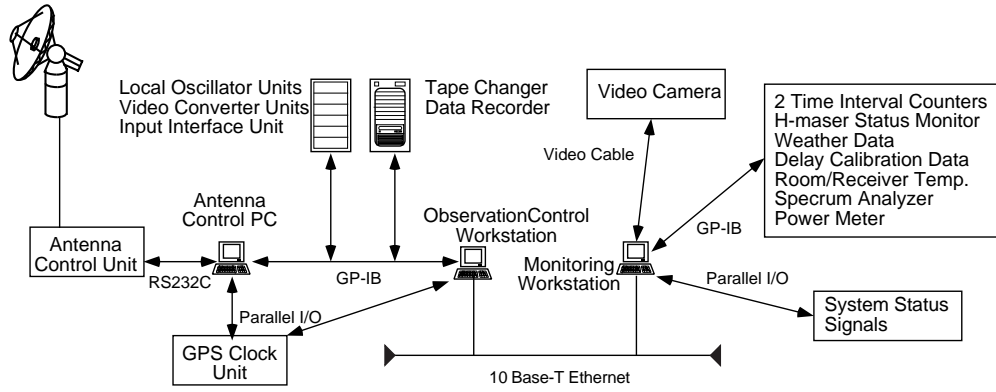 Local Oscillator Units
Video Converter Units
Input Interface Unit
Tape Changer
Data Recorder
Video Camera
2 Time Interval Counters
H-maser Status Monitor
Weather Data
Delay Calibration Data
Room/Receiver Temp.
Specrum Analyzer
Power Meter
Video Cable
GP-IB
Antenna
Control PC
ObservationControl
Workstation
Antenna
Control Unit
RS232C
GP-IB
Monitoring
Workstation
Parallel I/O
System Status
Signals
Parallel I/O
GPS Clock
Unit
10 Base-T Ethernet